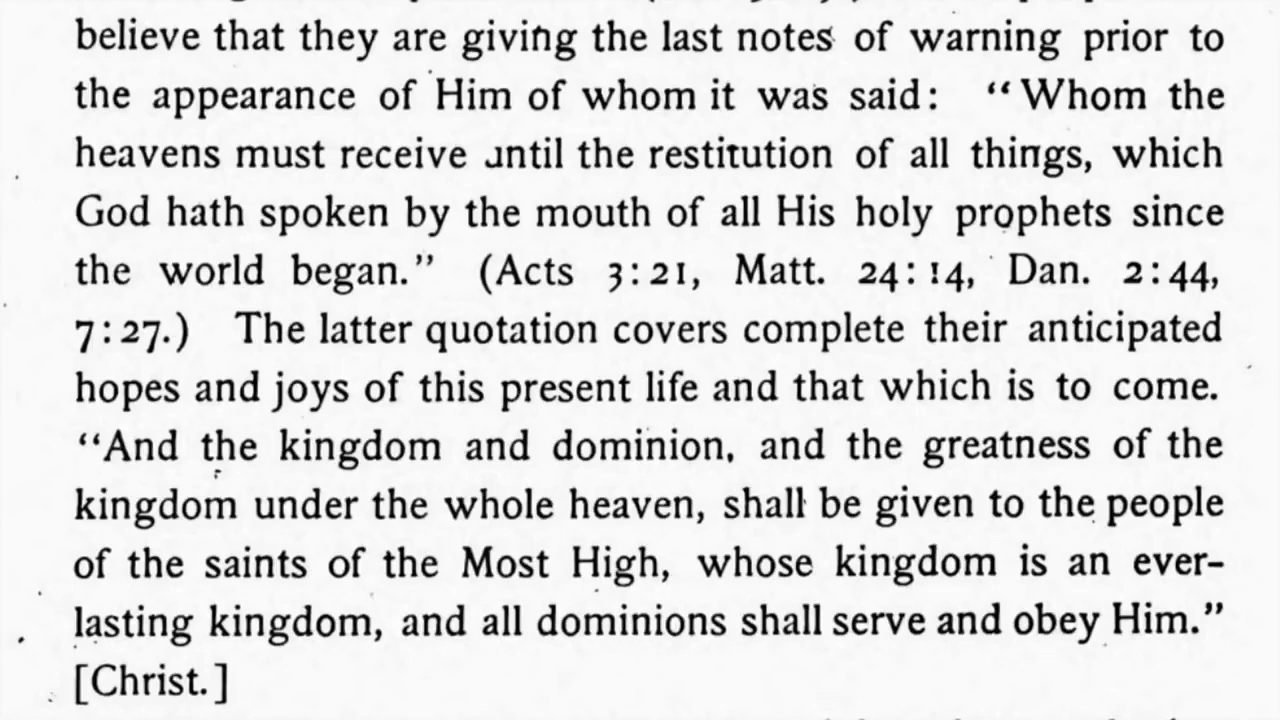 believe that they are giving the last notes of warning prior to
the appearance of Him of whom it was said: “Whom the
heavens must receive until the restitution of all things, which
God hath spoken by the mouth of all His holy prophets since
the world began.” (Acts 3:21, Matt. 24:14, Dan. 2:44,
7:27.) The latter quotation covers complete their anticipated
hopes and joys of this present life and that which is to come.
“And the kingdom and dominion, and the greatness of the
kingdom under the whole heaven, shall be given to the people
of the saints of the Most High, whose kingdom is an ever-
lasting kingdom, and all dominions shall serve and obey Him.”
[Christ.]